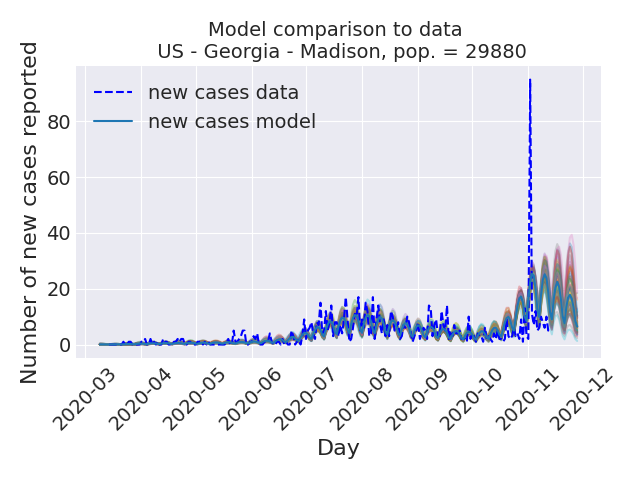 Model comparison to data
US - Georgia - Madison, pop. = 29880
Number of new cases reported
new cases data
new cases model
80
60
40
20
0
2020-03
2020-04
2020-05
2020-06
2020-07
2020-08
2020-09
2020-10
2020-11
2020-12
Day